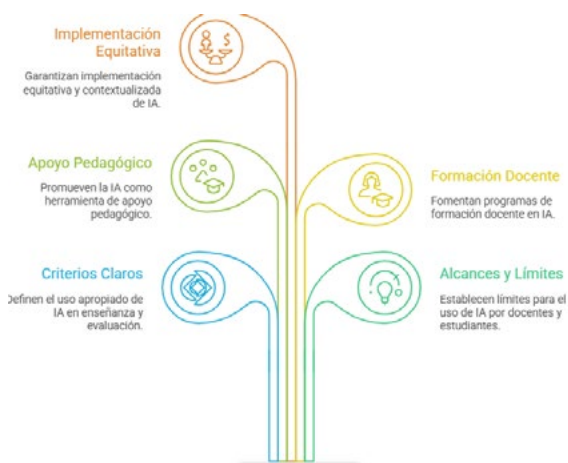 Implementación
Equitativa
Garantizan implementación
equitativa y contextualizada
de IA.
Apoyo Pedagógico
Promueven la IA como
herramienta de apoyo
pedagógico.
Formación Docente
Fomentan programas de
formación docente en IA.
Criterios Claros
Definen el uso apropiado de
IA en enseñanza y
evaluación.
Alcances y Límites
Establecen límites para el
uso de IA por docentes y
estudiantes.